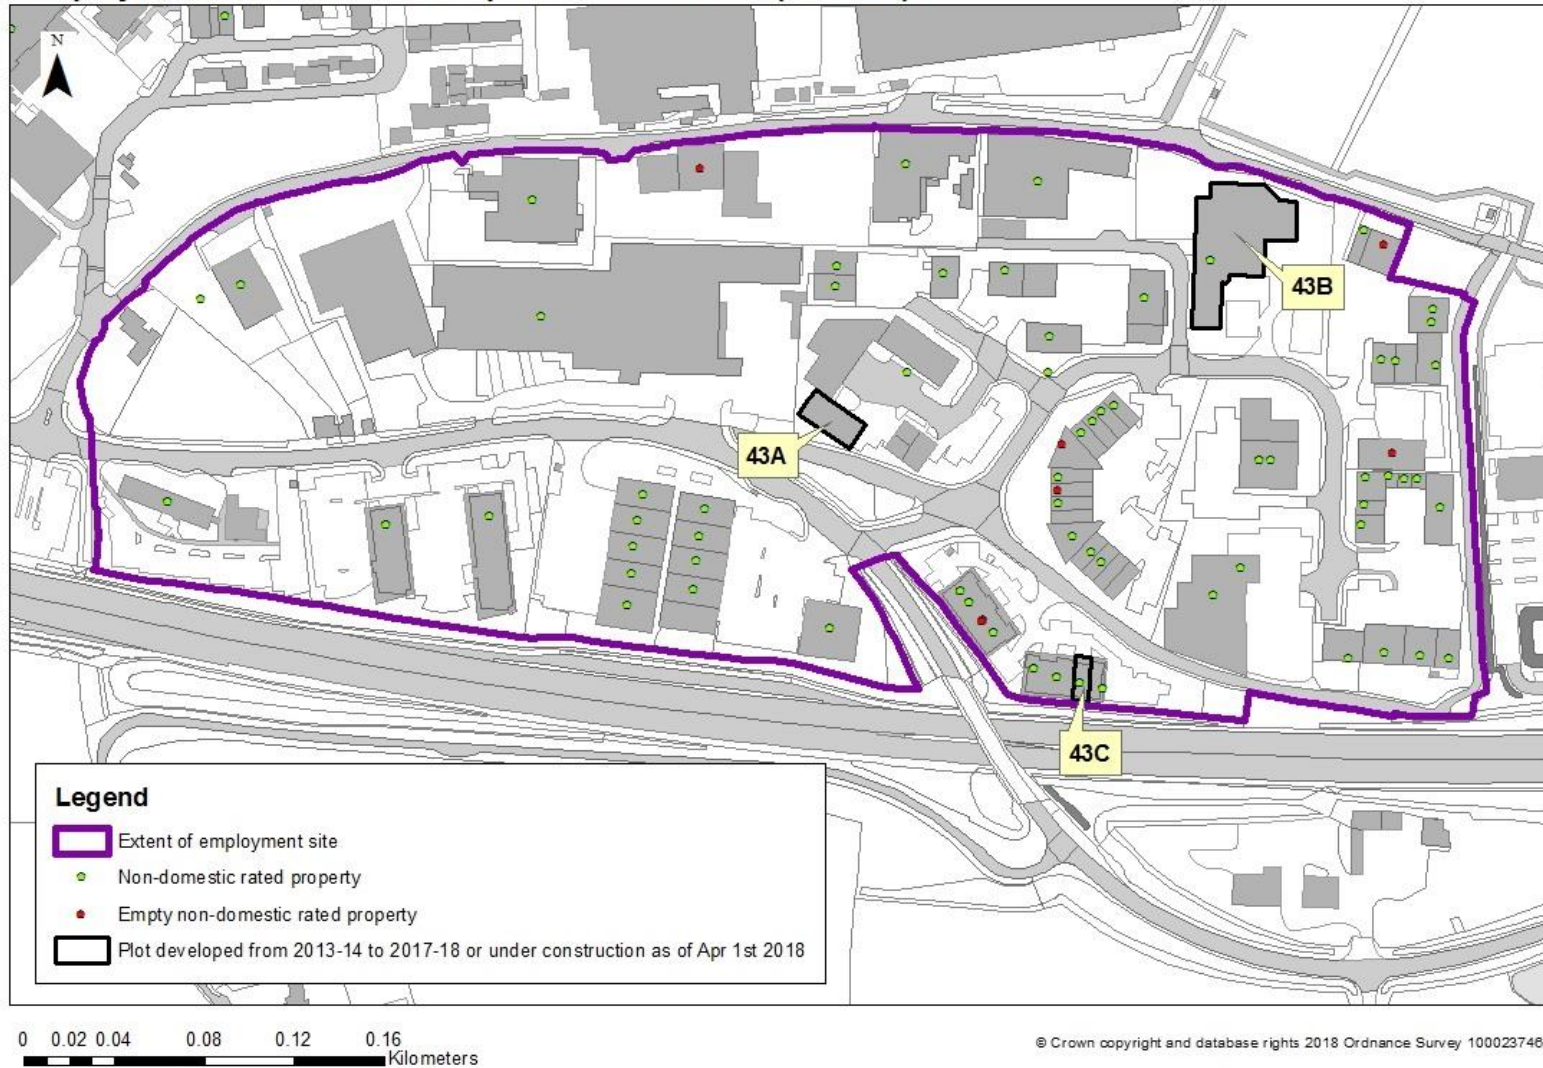 N
43B
43A
43C
Legend
Extent of employment site
Non-domestic rated property
Empty non-domestic rated property
Plot developed from 2013-14 to 2017-18 or under construction as of Apr 1st 2018
0 0.02 0.04 0.08 0.12 0.16
Kilometers
© Crown copyright and database rights 2018 Ordnance Survey 100023746